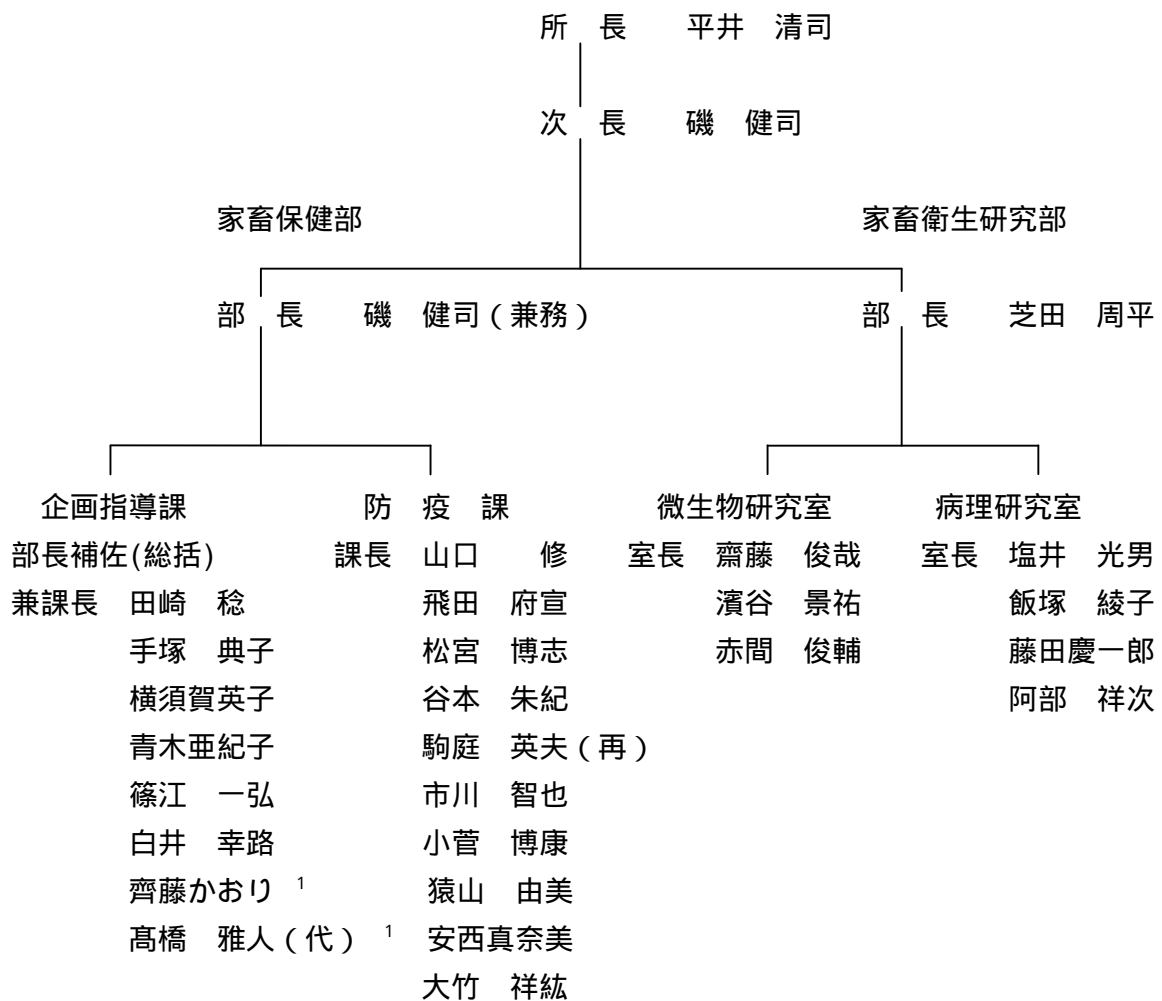 所　長　　平井　清司
次　長　　磯　健司
家畜保健部
家畜衛生研究部
部　長　　磯　健司（兼務）
部　長　　芝田　周平
企画指導課
部長補佐(総括)
兼課長　田崎　稔
手塚　典子
横須賀英子
青木亜紀子
篠江　一弘
白井　幸路
齊藤かおり　1
髙橋　雅人（代）　1
防　疫　課
課長　山口　　修
飛田　府宣
松宮　博志
谷本　朱紀
駒庭　英夫（再）
市川　智也
小菅　博康
猿山　由美
安西真奈美
大竹　祥紘
微生物研究室
室長　齋藤　俊哉
濱谷　景祐
赤間　俊輔
病理研究室
室長　塩井　光男
飯塚　綾子
藤田慶一郎
阿部　祥次